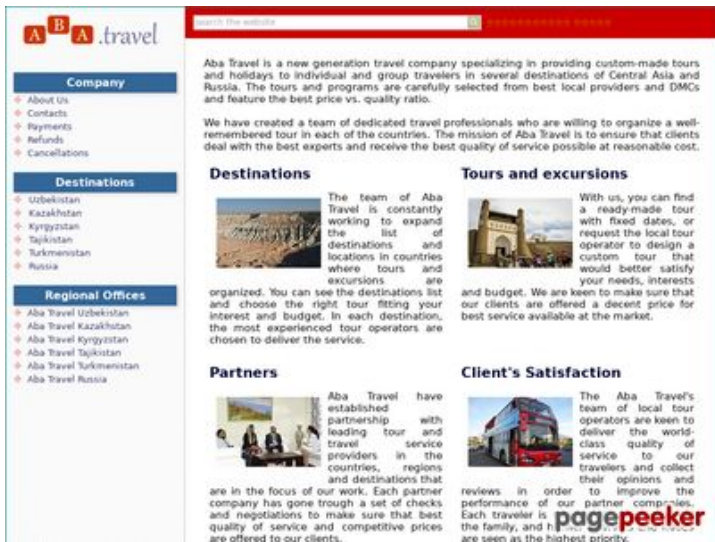 ABA.travel
search the website
Company
About Us
Contacts
Payments
Refunds
Cancellations
Destinations
Uzbekistan
Kazakhstan
Kyrgyzstan
Tajikistan
Turkmenistan
Russia
Regional Offices
Aba Travel Uzbekistan
Aba Travel Kazakhstan
Aba Travel Kyrgyzstan
Aba Travel Tajikistan
Aba Travel Turkmenistan
Aba Travel Russia
Aba Travel is a new generation travel company specializing in providing custom-made tours
and holidays to individual and group travelers in several destinations of Central Asia and
Russia. The tours and programs are carefully selected from best local providers and DMCs
and feature the best price vs. quality ratio.
We have created a team of dedicated travel professionals who are willing to organize a well-
remembered tour in each of the countries. The mission of Aba Travel is to ensure that clients
deal with the best experts and receive the best quality of service possible at reasonable cost.
Destinations
The team of Aba
Travel is constantly
working to expand
the list of
destinations and
locations in countries
where tours and
excursions are
organized. You can see the destinations list
and choose the right tour fitting your
interest and budget. In each destination,
the most experienced tour operators are
chosen to deliver the service.
Tours and excursions
With us, you can find
a ready-made tour
with fixed dates, or
request the local tour
operator to design a
custom tour that
would better satisfy
your needs, interests
and budget. We are keen to make sure that
our clients are offered a decent price for
best service available at the market.
Partners
Aba Travel have
established
partnership with
leading tour and
travel service
providers in the
countries, regions
and destinations that
are in the focus of our work. Each partner
company has gone trough a set of checks
and negotiations to make sure that best
quality of service and competitive prices
are offered to our clients.
Client's Satisfaction
The Aba Travel's
team of local tour
operators are keen to
deliver the world-
class quality of
service to our
travelers and collect
their opinions and
reviews in order to improve the
performance of our partner companies.
Each traveler is
the family, and
are seen as the highest priority.
pagepeeker